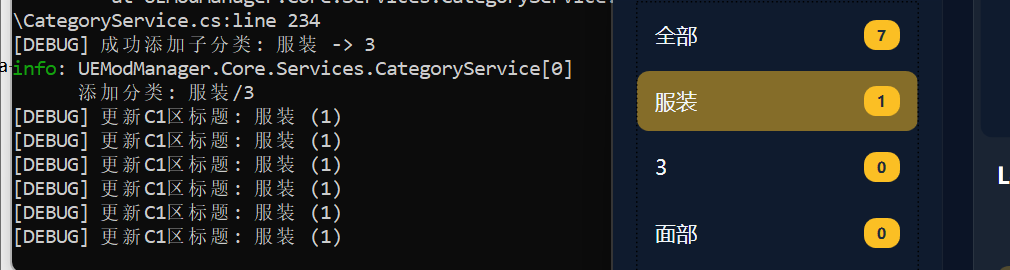 \CategoryService.cs:line 234
[DEBUG] 成功添加子分类: 服装 -> 3
info: UEModManager.Core.Services.CategoryService[0]
添加分类: 服装/3
[DEBUG] 更新C1区标题: 服装 (1)
[DEBUG] 更新C1区标题: 服装 (1)
[DEBUG] 更新C1区标题: 服装 (1)
[DEBUG] 更新C1区标题: 服装 (1)
[DEBUG] 更新C1区标题: 服装 (1)
[DEBUG] 更新C1区标题: 服装 (1)
全部 7
服装 1
3 0
面部 0
L